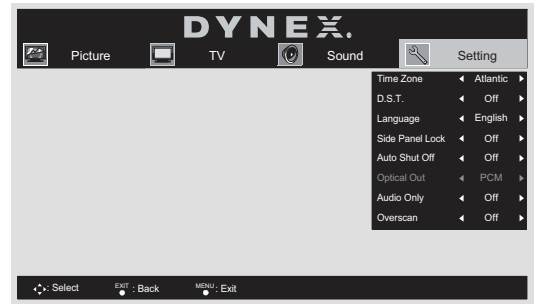 DYNEX.
Picture TV Sound Setting
Time Zone Atlantic
D.S.T. Off
Language English
Side Panel Lock Off
Auto Shut Off Off
Optical Out PCM
Audio Only Off
Overscan Off
: Select EXIT : Back MENU : Exit